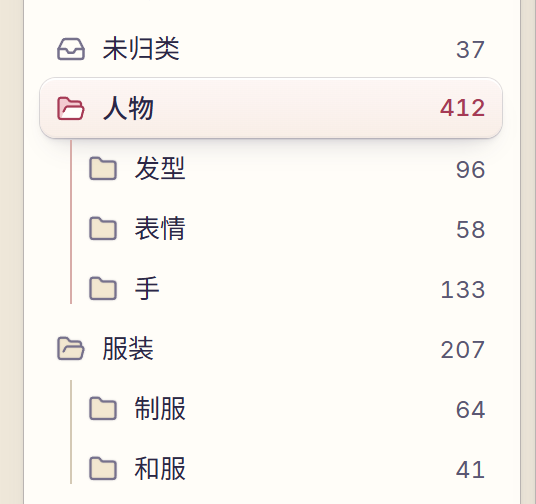 未归类 37
人物 412
发型 96
表情 58
手 133
服装 207
制服 64
和服 41